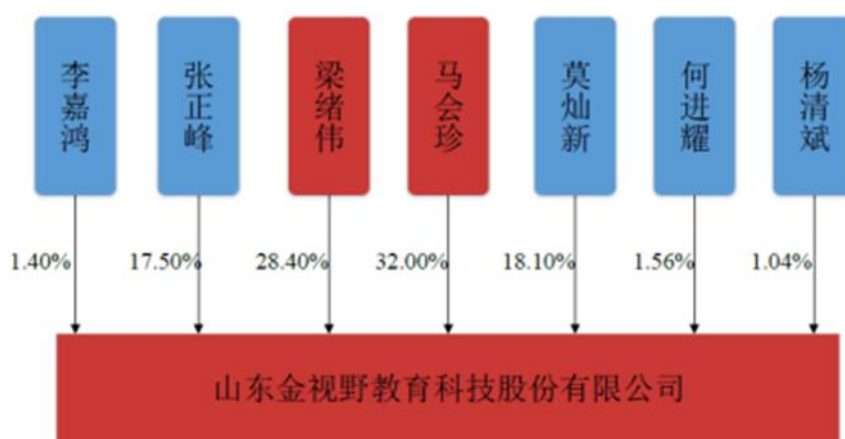 李嘉鸿
张正峰
梁绪伟
马会珍
莫灿新
何进耀
杨清斌
1.40%
17.50%
28.40%
32.00%
18.10%
1.56%
1.04%
山东金视野教育科技股份有限公司